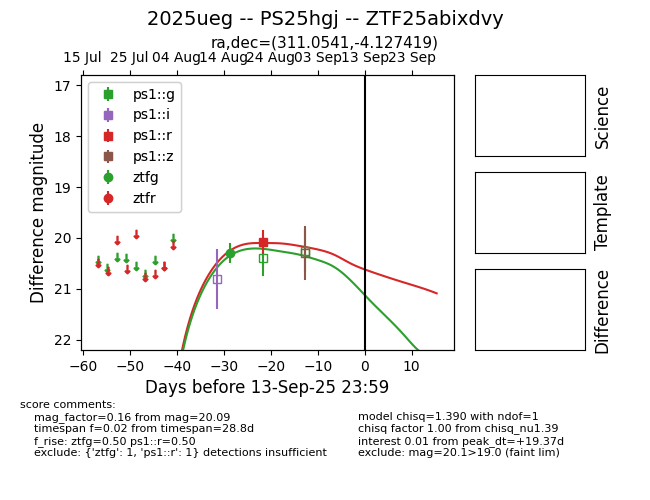 2025ueg -- PS25hgj -- ZTF25abixdvy
ra,dec=(311.0541,-4.127419)
15 Jul 25 Jul 04 Aug 14 Aug 24 Aug 03 Sep 13 Sep 23 Sep
17
18
19
20
21
22
Difference magnitude
ps1::g
ps1::i
ps1::r
ps1::z
ztfg
ztfr
−60 −50 −40 −30 −20 −10 0 10
Days before 13-Sep-25 23:59
Science
Template
Difference
score comments:
mag_factor=0.16 from mag=20.09
timespan f=0.02 from timespan=28.8d
f_rise: ztfg=0.50 ps1::r=0.50
exclude: {'ztfg': 1, 'ps1::r': 1} detections insufficient
model chisq=1.390 with ndof=1
chisq factor 1.00 from chisq_nu1.39
interest 0.01 from peak_dt=+19.37d
exclude: mag=20.1>19.0 (faint lim)